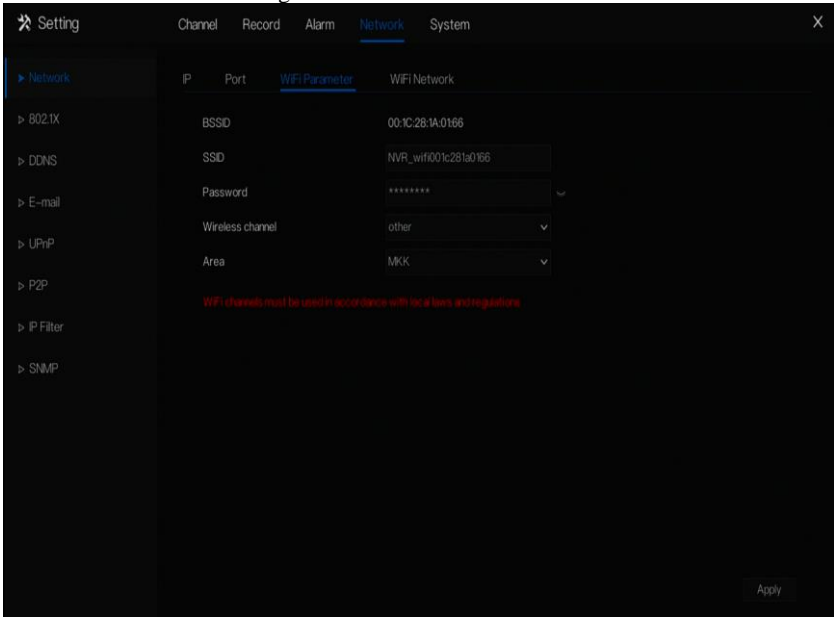 Setting Channel Record Alarm Network System X
Network IP Port WiFi Parameter WiFi Network
802.1X BSSID 00:1C:28:1A:01:66
DDNS SSID NVR_wifi001c281a0166
E-mail Password ********
UPnP Wireless channel other
P2P Area MKK
IP Filter WiFi channels must be used in accordance with local laws and regulations.
SNMP
Apply